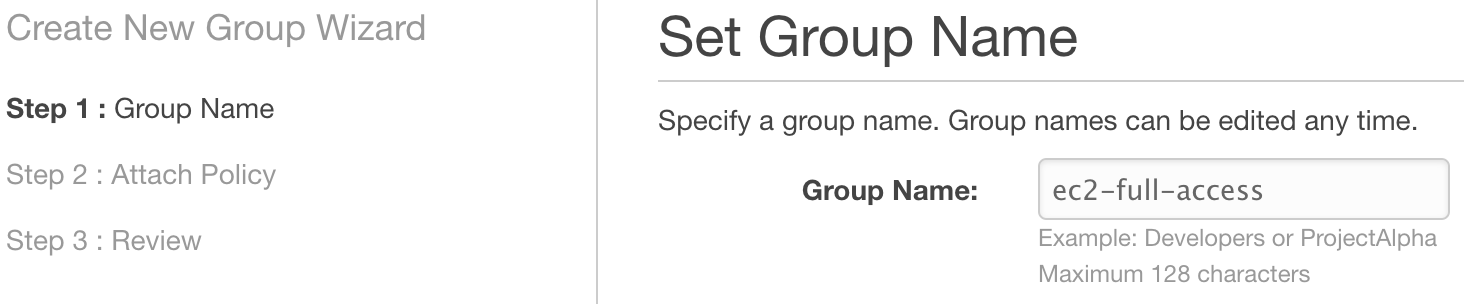 Create New Group Wizard
Step 1 : Group Name
Step 2 : Attach Policy
Step 3 : Review
Set Group Name
Specify a group name. Group names can be edited any time.
Group Name:
ec2-full-access
Example: Developers or ProjectAlpha
Maximum 128 characters